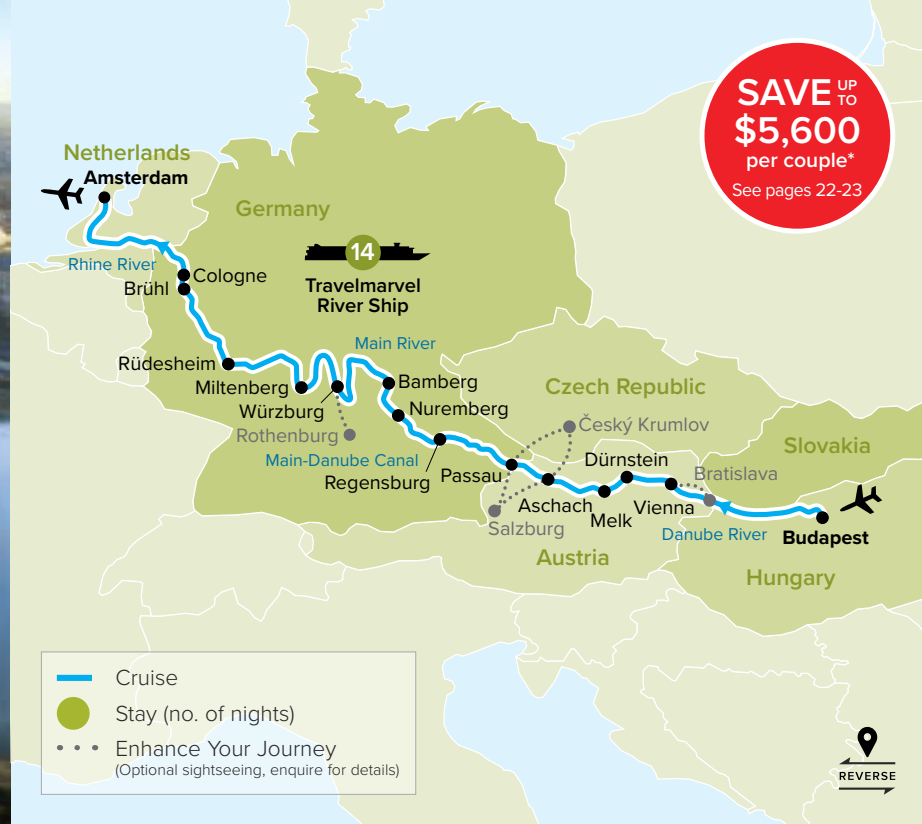 SAVE UP TO
$5,600
per couple*
See pages 22-23
Netherlands
Amsterdam
Germany
14
Travelmarvel
River Ship
Rhine River
Cologne
Brühl
Rüdesheim
Main River
Miltenberg
Bamberg
Würzburg
Nuremberg
Rothenburg
Main-Danube Canal
Regensburg
Czech Republic
Český Krumlov
Slovakia
Passau
Dürnstein
Bratislava
Aschach
Melk
Vienna
Salzburg
Danube River
Budapest
Austria
Hungary
Cruise
Stay (no. of nights)
Enhance Your Journey
(Optional sightseeing, enquire for details)
REVERSE